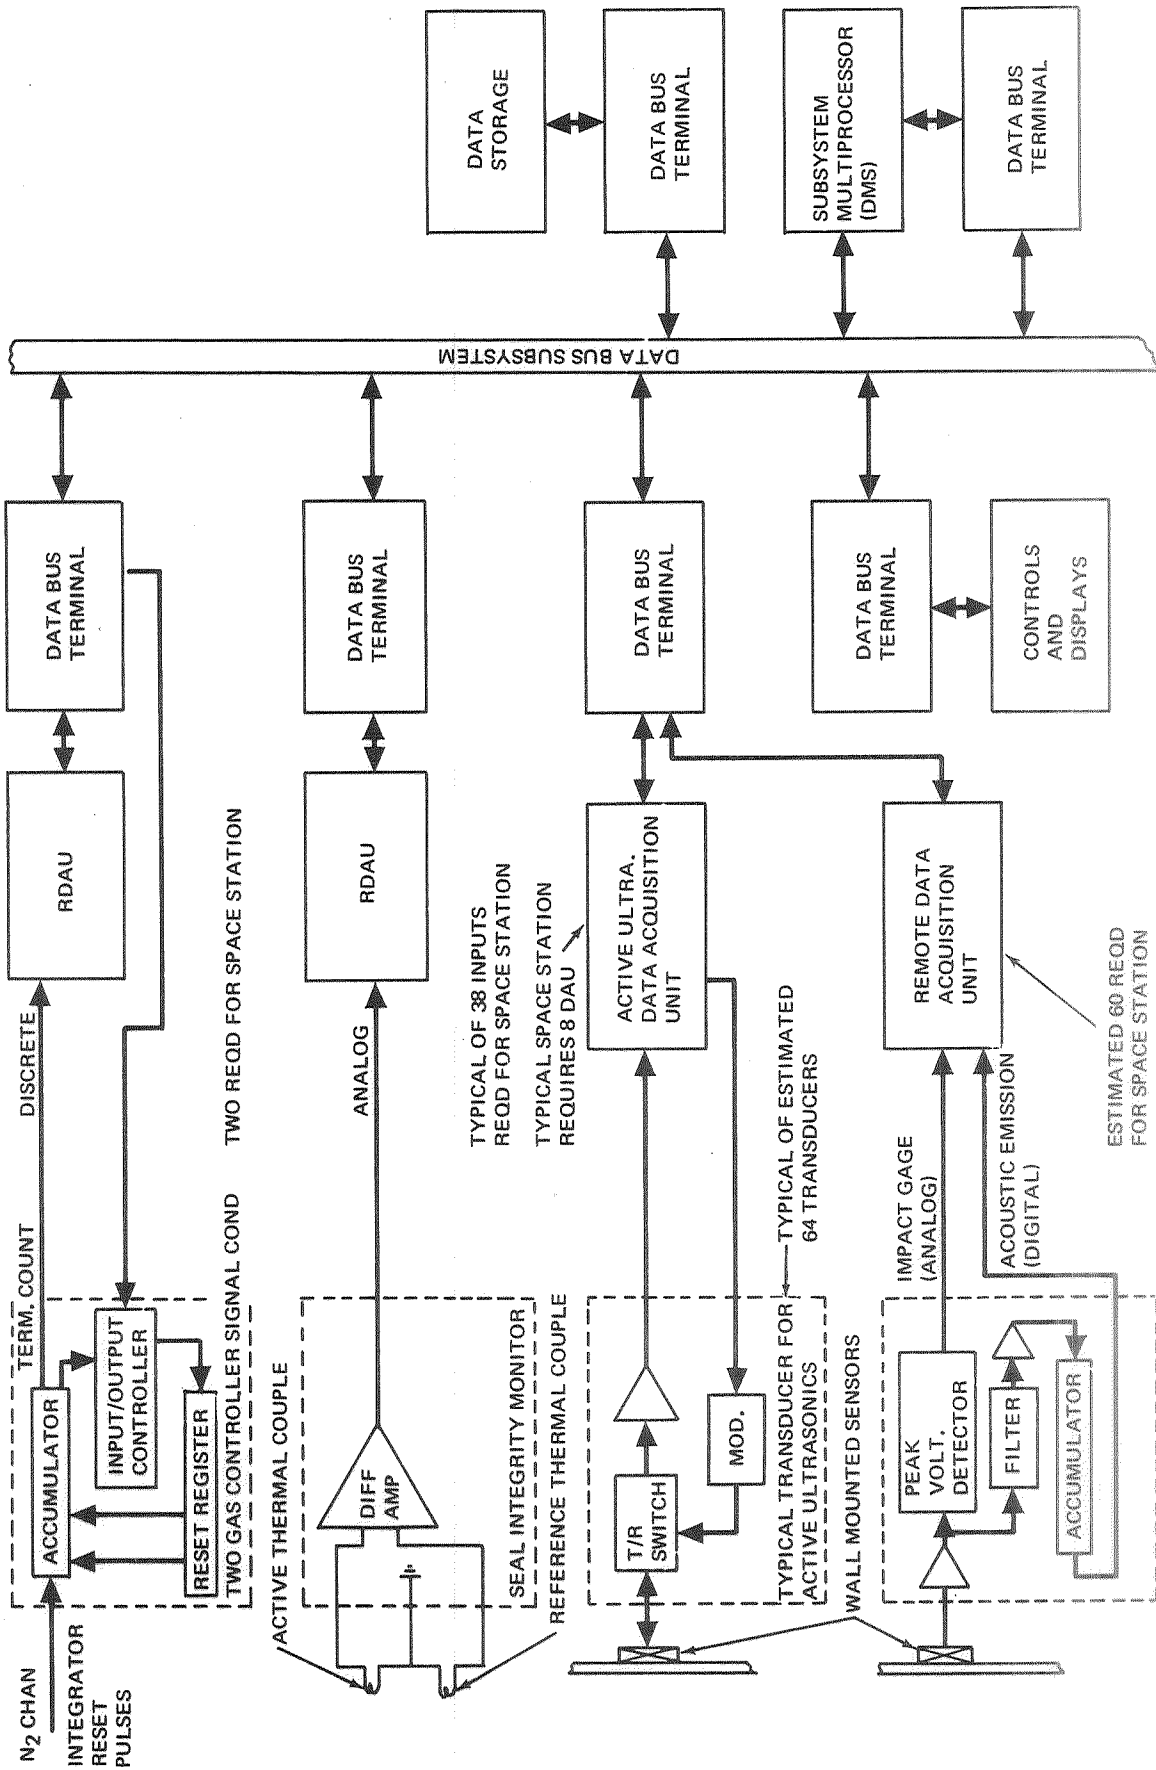 N2 CHAN
INTEGRATOR
RESET
PULSES
TERM. COUNT
DISCRETE
ACCUMULATOR
INPUT/OUTPUT
CONTROLLER
RESET REGISTER
TWO GAS CONTROLLER SIGNAL COND
TWO REQD FOR SPACE STATION
RDAU
DATA BUS
TERMINAL
ACTIVE THERMAL COUPLE
DIFF
AMP
SEAL INTEGRITY MONITOR
REFERENCE THERMAL COUPLE
ANALOG
RDAU
DATA BUS
TERMINAL
TYPICAL OF 38 INPUTS
REQD FOR SPACE STATION
TYPICAL SPACE STATION
REQUIRES 8 DAU
T/R
SWITCH
MOD.
TYPICAL TRANSDUCER FOR
ACTIVE ULTRASONICS
TYPICAL OF ESTIMATED
64 TRANSDUCERS
ACTIVE ULTRA.
DATA ACQUISITION
UNIT
DATA BUS
TERMINAL
WALL MOUNTED SENSORS
PEAK
VOLT.
DETECTOR
FILTER
ACCUMULATOR
IMPACT GAGE
(ANALOG)
ACOUSTIC EMISSION
(DIGITAL)
REMOTE DATA
ACQUISITION
UNIT
ESTIMATED 60 REQD
FOR SPACE STATION
DATA BUS
TERMINAL
CONTROLS
AND
DISPLAYS
DATA BUS SUBSYSTEM
DATA
STORAGE
DATA BUS
TERMINAL
SUBSYSTEM
MULTIPROCESSOR
(DMS)
DATA BUS
TERMINAL